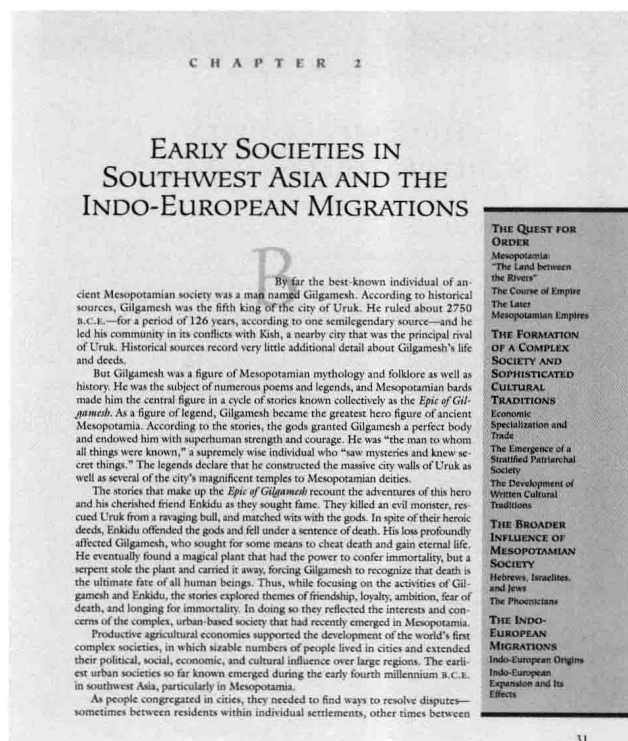 CHAPTER 2
EARLY SOCIETIES IN
SOUTHWEST ASIA AND THE
INDO-EUROPEAN MIGRATIONS
By far the best-known individual of an-
cient Mesopotamian society was a man named Gilgamesh. According to historical
sources, Gilgamesh was the fifth king of the city of Uruk. He ruled about 2750
B.C.E.—for a period of 126 years, according to one semilegendary source—and he
led his community in its conflicts with Kish, a nearby city that was the principal rival
of Uruk. Historical sources record very little additional detail about Gilgamesh's life
and deeds.
But Gilgamesh was a figure of Mesopotamian mythology and folklore as well as
history. He was the subject of numerous poems and legends, and Mesopotamian bards
made him the central figure in a cycle of stories known collectively as the Epic of Gil-
gamesh. As a figure of legend, Gilgamesh became the greatest hero figure of ancient
Mesopotamia. According to the stories, the gods granted Gilgamesh a perfect body
and endowed him with superhuman strength and courage. He was "the man to whom
all things were known," a supremely wise individual who "saw mysteries and knew se-
cret things." The legends declare that he constructed the massive city walls of Uruk as
well as several of the city's magnificent temples to Mesopotamian deities.
The stories that make up the Epic of Gilgamesh recount the adventures of this hero
and his cherished friend Enkidu as they sought fame. They killed an evil monster, res-
cued Uruk from a ravaging bull, and matched wits with the gods. In spite of their heroic
deeds, Enkidu offended the gods and fell under a sentence of death. His loss profoundly
affected Gilgamesh, who sought for some means to cheat death and gain eternal life.
He eventually found a magical plant that had the power to confer immortality, but a
serpent stole the plant and carried it away, forcing Gilgamesh to recognize that death is
the ultimate fate of all human beings. Thus, while focusing on the activities of Gil-
gamesh and Enkidu, the stories explored themes of friendship, loyalty, ambition, fear of
death, and longing for immortality. In doing so they reflected the interests and con-
cerns of the complex, urban-based society that had recently emerged in Mesopotamia.
Productive agricultural economies supported the development of the world's first
complex societies, in which sizable numbers of people lived in cities and extended
their political, social, economic, and cultural influence over large regions. The earli-
est urban societies so far known emerged during the early fourth millennium B.C.E.
in southwest Asia, particularly in Mesopotamia.
As people congregated in cities, they needed to find ways to resolve disputes—
sometimes between residents within individual settlements, other times between
THE QUEST FOR
ORDER
Mesopotamia:
"The Land between
the Rivers"
The Course of Empire
The Later
Mesopotamian Empires
THE FORMATION
OF A COMPLEX
SOCIETY AND
SOPHISTICATED
CULTURAL
TRADITIONS
Economic
Specialization and
Trade
The Emergence of a
Stratified Patriarchal
Society
The Development of
Written Cultural
Traditions
THE BROADER
INFLUENCE OF
MESOPOTAMIAN
SOCIETY
Hebrews, Israelites,
and Jews
The Phoenicians
THE INDO-
EUROPEAN
MIGRATIONS
Indo-European Origins
Indo-European
Expansion and Its
Effects
31